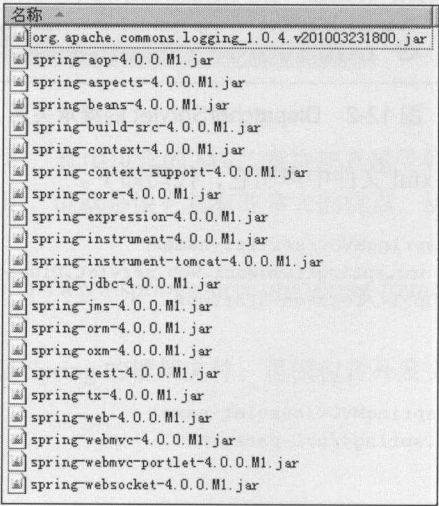 名称
org.apache.commons.logging_1.0.4.v201003231800.jar
spring-aop-4.0.0.M1.jar
spring-aspects-4.0.0.M1.jar
spring-beans-4.0.0.M1.jar
spring-build-src-4.0.0.M1.jar
spring-context-4.0.0.M1.jar
spring-context-support-4.0.0.M1.jar
spring-core-4.0.0.M1.jar
spring-expression-4.0.0.M1.jar
spring-instrument-4.0.0.M1.jar
spring-instrument-tomcat-4.0.0.M1.jar
spring-jdbc-4.0.0.M1.jar
spring-jms-4.0.0.M1.jar
spring-orm-4.0.0.M1.jar
spring-oxm-4.0.0.M1.jar
spring-test-4.0.0.M1.jar
spring-tx-4.0.0.M1.jar
spring-web-4.0.0.M1.jar
spring-webmvc-4.0.0.M1.jar
spring-webmvc-portlet-4.0.0.M1.jar
spring-websocket-4.0.0.M1.jar